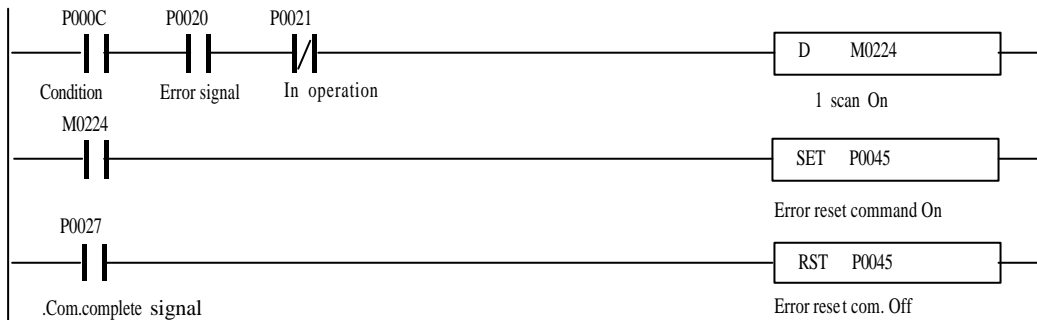 P000C P0020 P0021
D M0224
Condition Error signal In operation
1 scan On
M0224
SET P0045
Error reset command On
P0027
RST P0045
.Com.complete signal Error reset com. Off